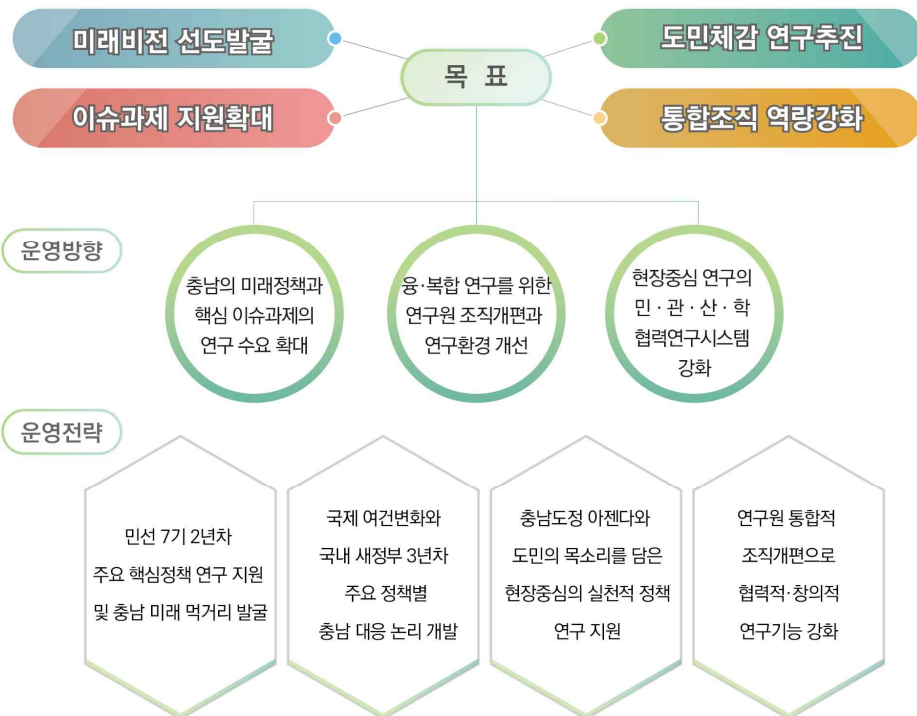 미래비전 선도발굴
도민체감 연구추진
목 표
이슈과제 지원확대
통합조직 역량강화
운영방향
충남의 미래정책과
핵심 이슈과제의
연구 수요 확대
융·복합 연구를 위한
연구원 조직개편과
연구환경 개선
현장중심 연구의
민 · 관 · 산 · 학
협력연구시스템
강화
운영전략
민선 7기 2년차
주요 핵심정책 연구 지원
및 충남 미래 먹거리 발굴
국제 여건변화와
국내 새정부 3년차
주요 정책별
충남 대응 논리 개발
충남도정 아젠다와
도민의 목소리를 담은
현장중심의 실천적 정책
연구 지원
연구원 통합적
조직개편으로
협력적·창의적
연구기능 강화